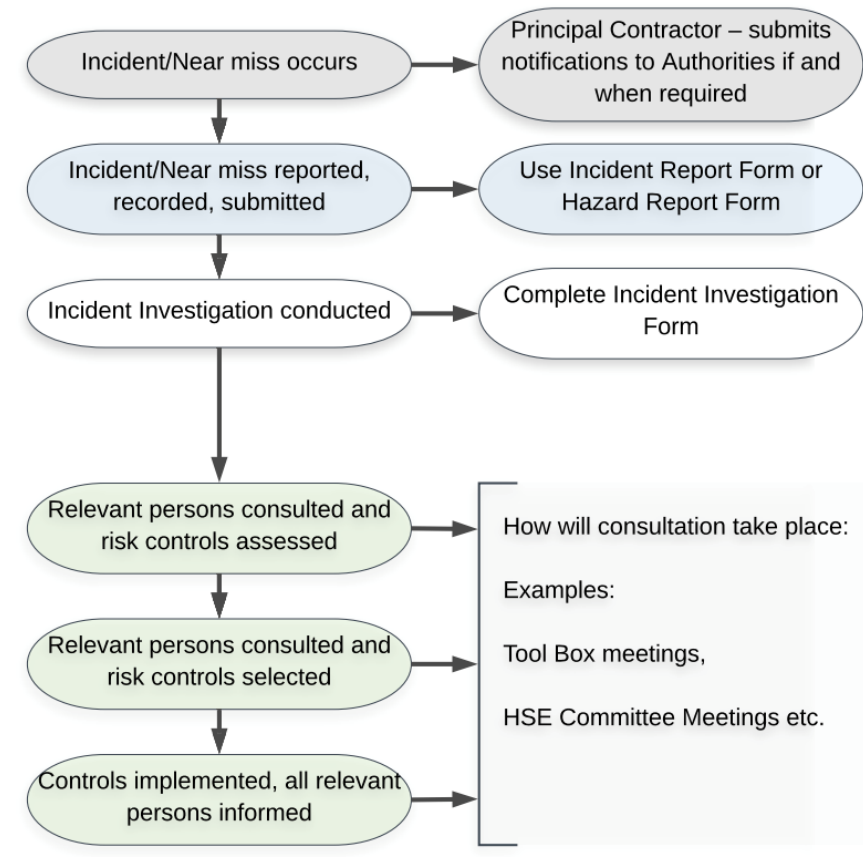 Incident/Near miss occurs
Principal Contractor – submits
notifications to Authorities if and
when required
Incident/Near miss reported,
recorded, submitted
Use Incident Report Form or
Hazard Report Form
Incident Investigation conducted
Complete Incident Investigation
Form
Relevant persons consulted and
risk controls assessed
Relevant persons consulted and
risk controls selected
Controls implemented, all relevant
persons informed
How will consultation take place:
Examples:
Tool Box meetings,
HSE Committee Meetings etc.